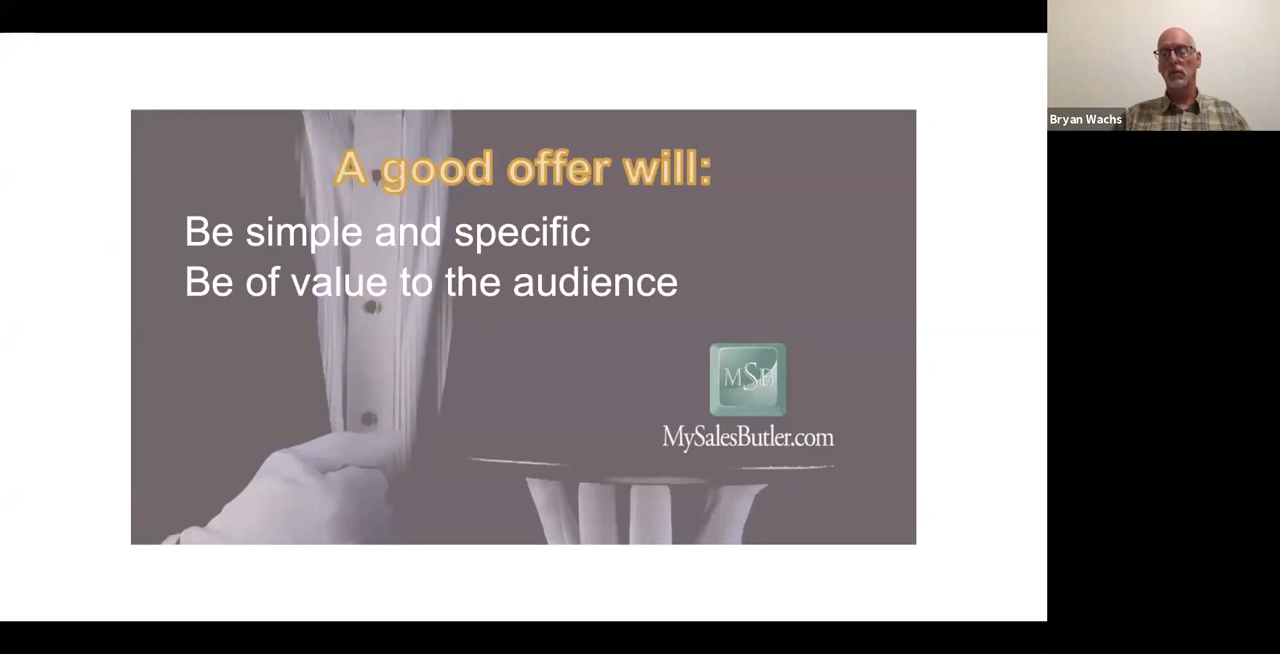 A good offer will:
Be simple and specific
Be of value to the audience
MSB
MySalesButler.com
Bryan Wachs